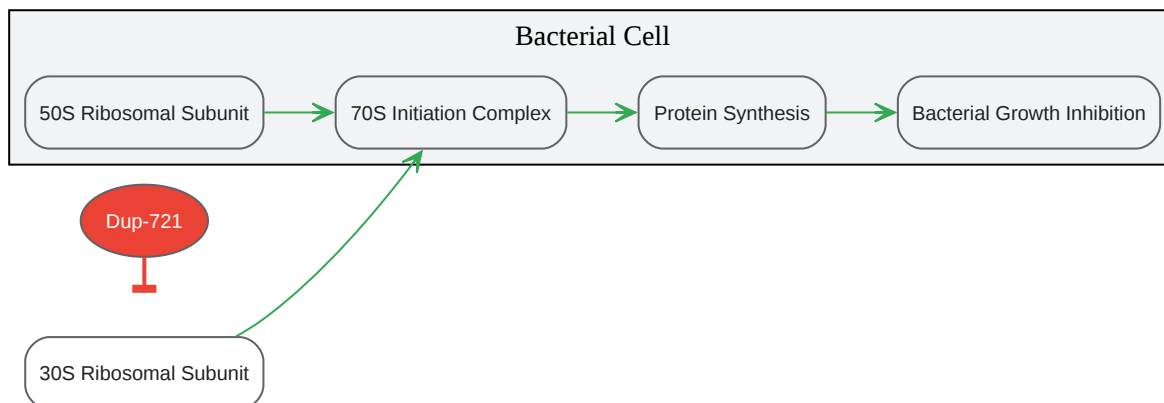 Bacterial Cell
50S Ribosomal Subunit
70S Initiation Complex
Protein Synthesis
Bacterial Growth Inhibition
Dup-721
30S Ribosomal Subunit